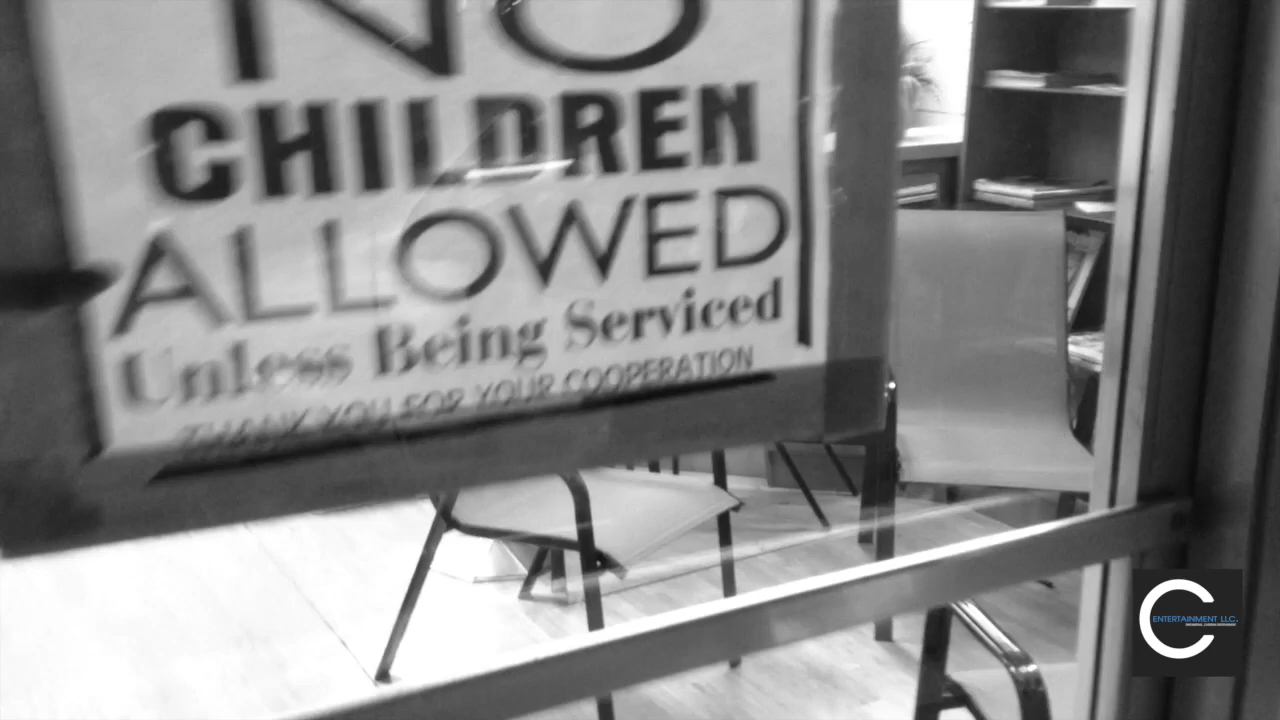 NO
CHILDREN
ALLOWED
Unless Being Serviced
THANK YOU FOR YOUR COOPERATION
C
ENTERTAINMENT LLC.